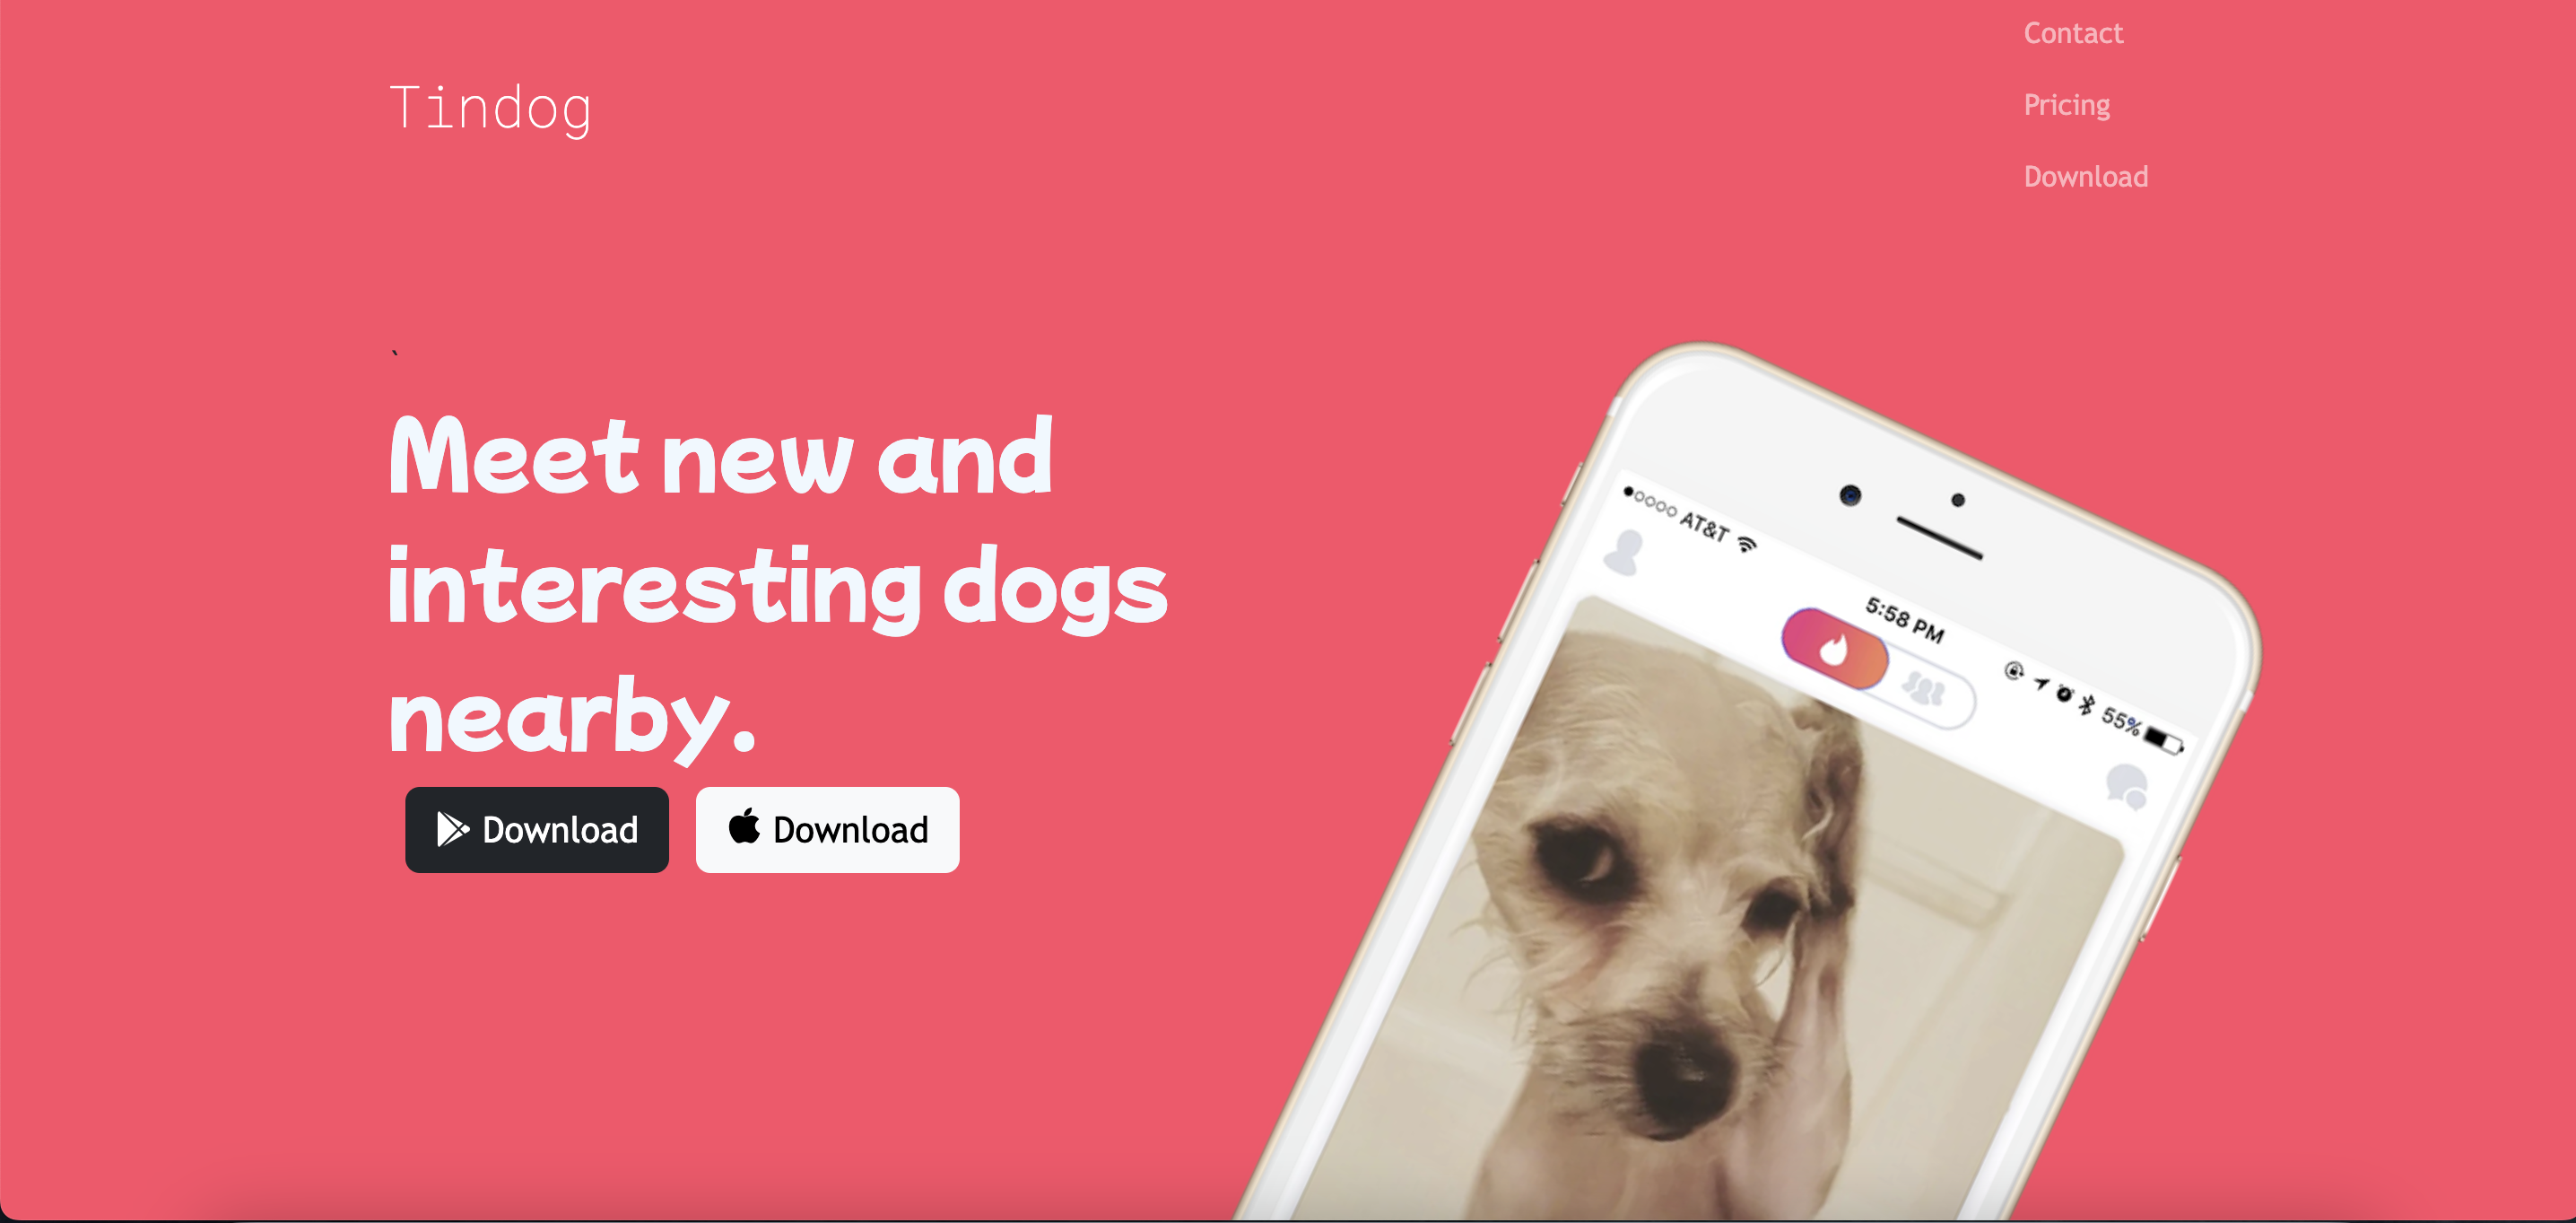 Contact
Tindog
Pricing
Download
`
Meet new and
interesting dogs
nearby.
Download
Download
AT&T
5:58 PM
55%